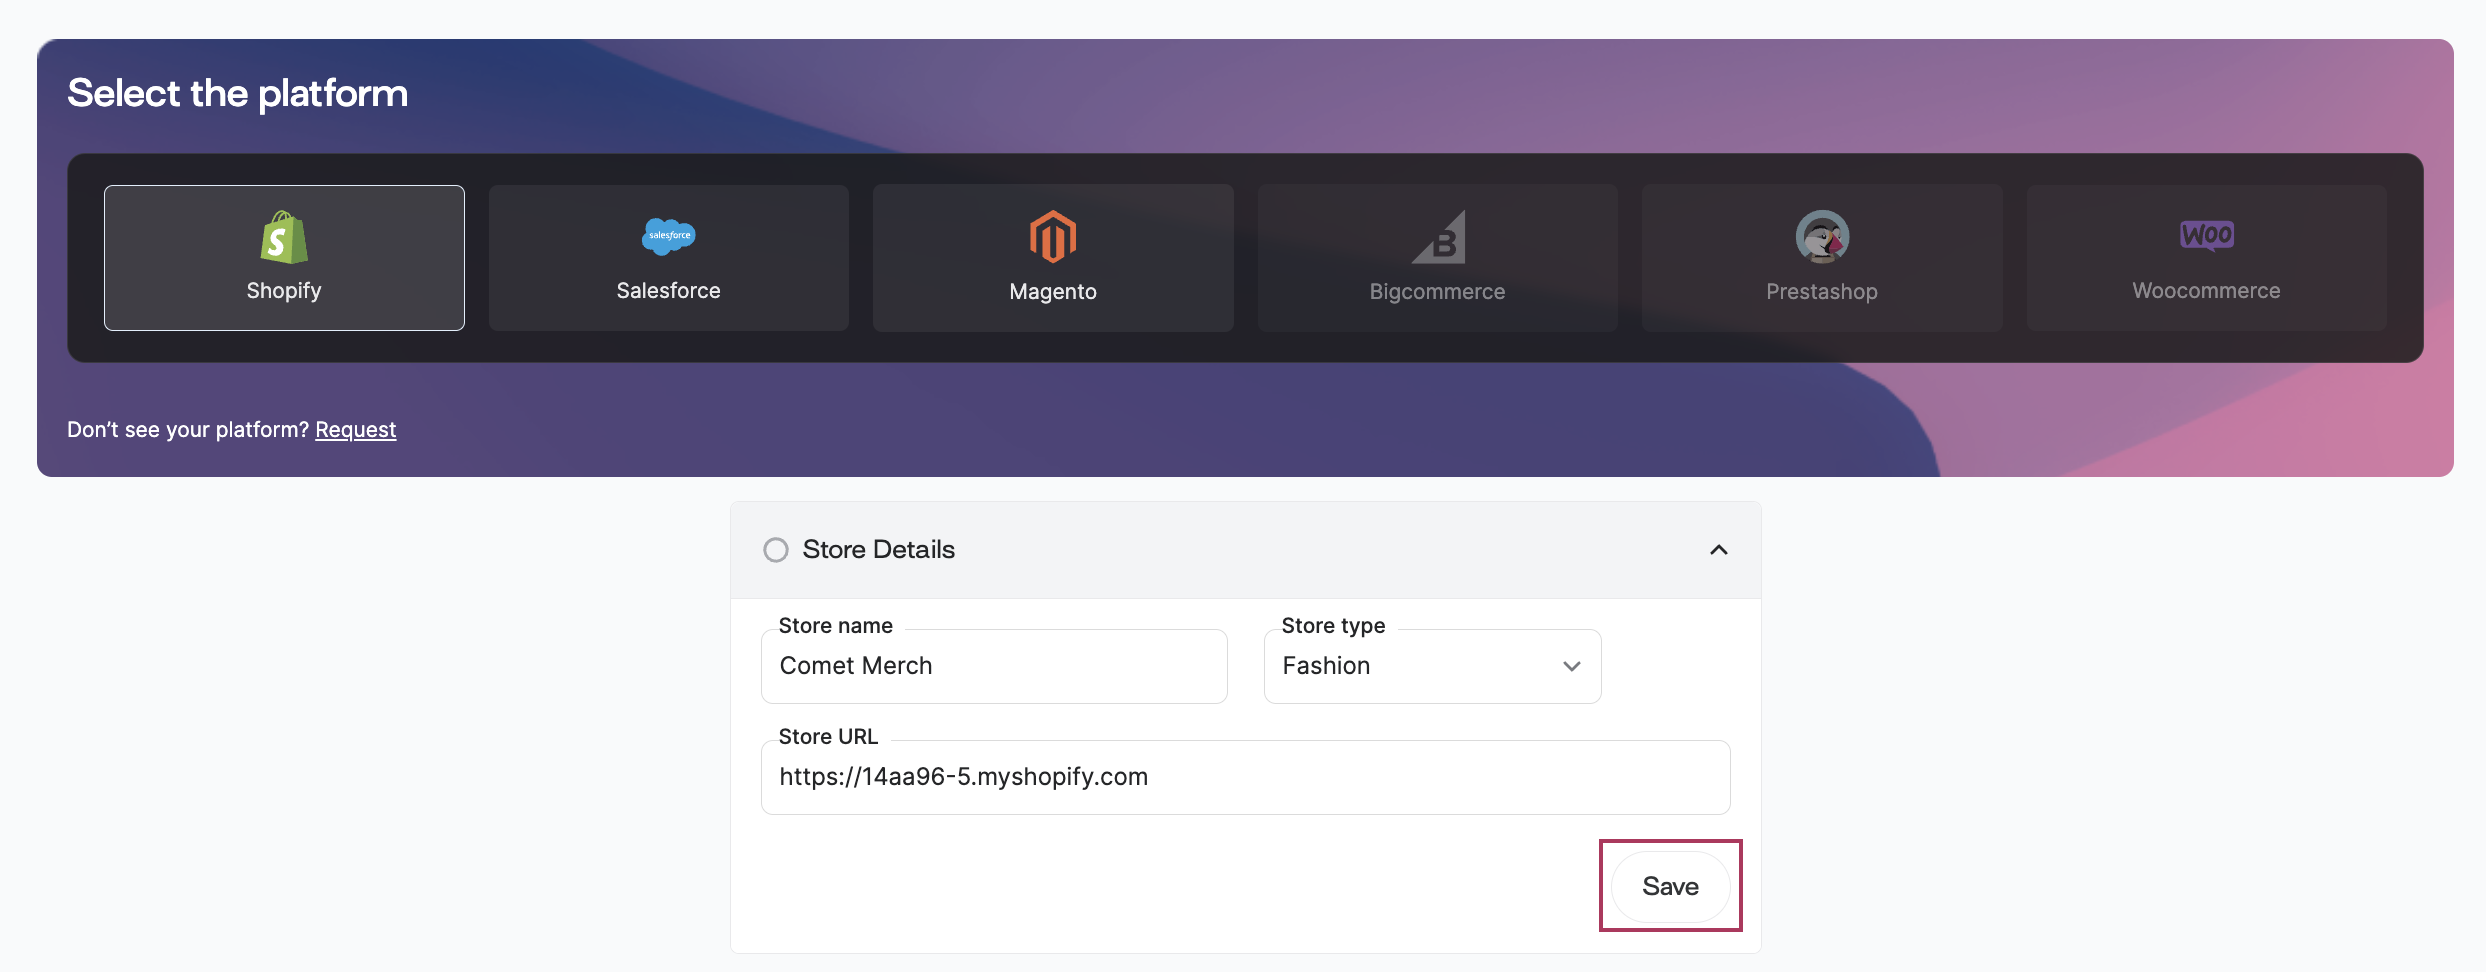 Select the platform
S
salesforce
B
Woo
Shopify
Salesforce
Magento
Bigcommerce
Prestashop
Woocommerce
Don’t see your platform? Request
Store Details
Store name
Store type
Comet Merch
Fashion
Store URL
https://14aa96-5.myshopify.com
Save